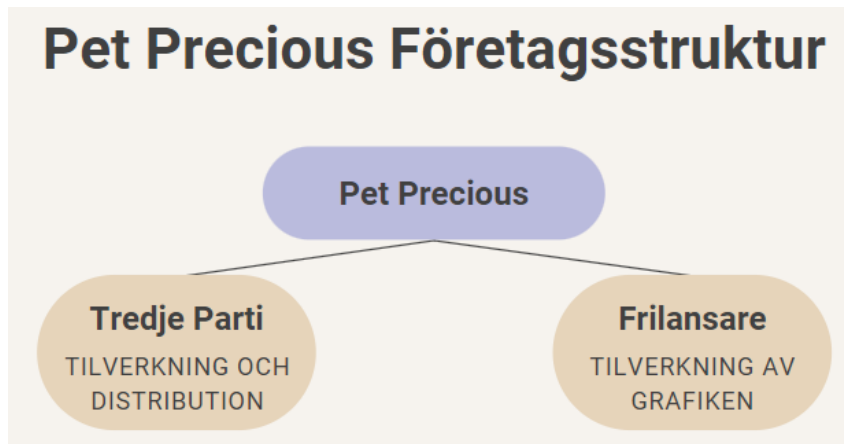 Pet Precious Företagsstruktur
Pet Precious
Tredje Parti
TILVERKNING OCH
DISTRIBUTION
Frilansare
TILVERKNING AV
GRAFIKEN